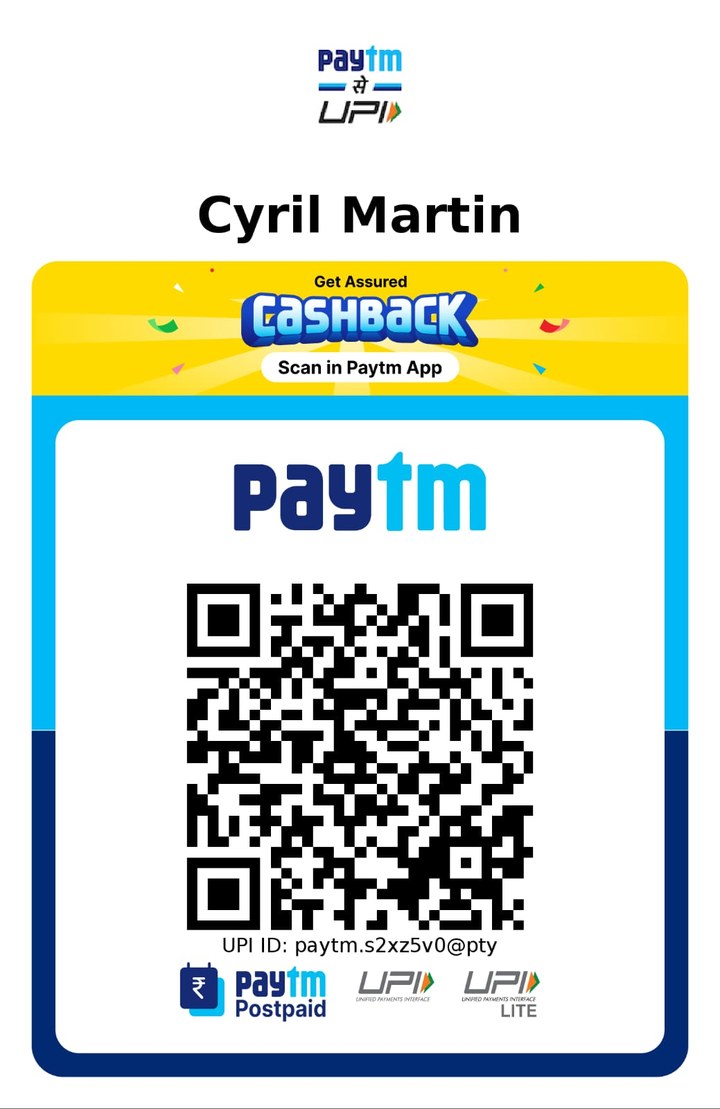 paytm
से
UPI
Cyril Martin
Get Assured
CASHBACK
Scan in Paytm App
paytm
UPI ID: paytm.s2xz5v0@pty
₹ paytm
Postpaid
UPI
UNIFIED PAYMENTS INTERFACE
UPI
UNIFIED PAYMENTS INTERFACE
LITE